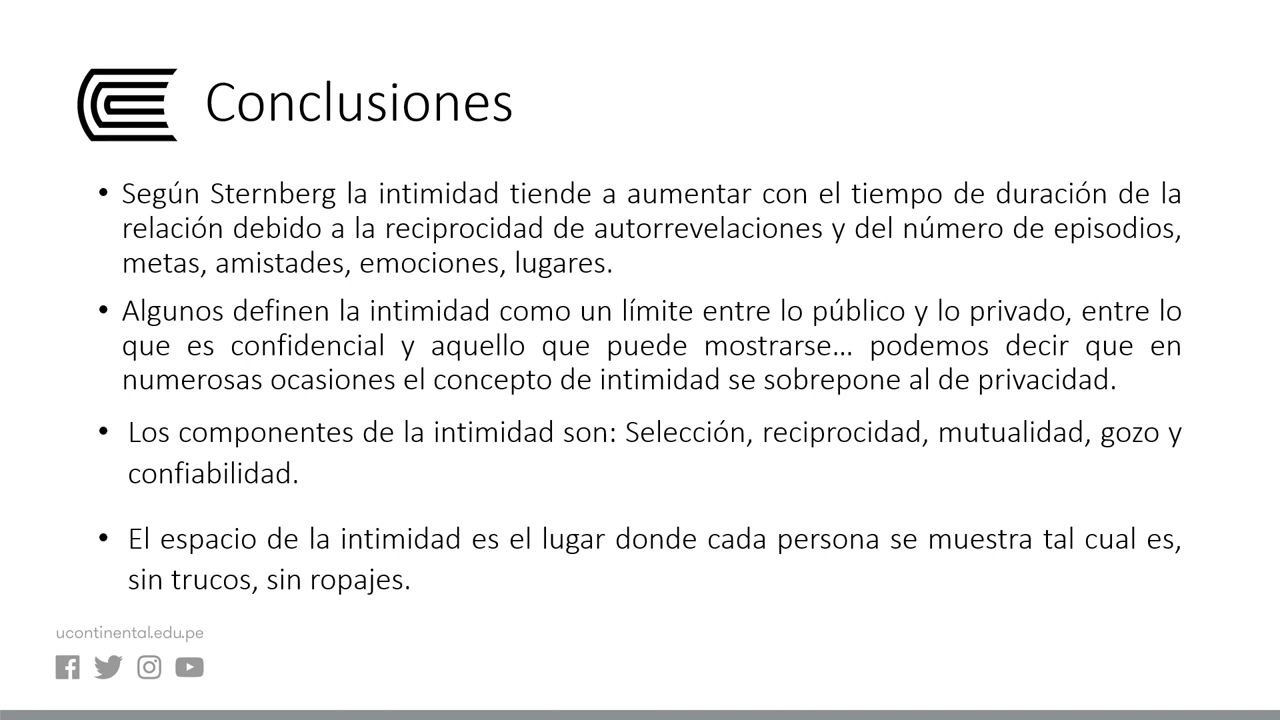 Conclusiones
• Según Sternberg la intimidad tiende a aumentar con el tiempo de duración de la
relación debido a la reciprocidad de autorrevelaciones y del número de episodios,
metas, amistades, emociones, lugares.
• Algunos definen la intimidad como un límite entre lo público y lo privado, entre lo
que es confidencial y aquello que puede mostrarse... podemos decir que en
numerosas ocasiones el concepto de intimidad se sobrepone al de privacidad.
• Los componentes de la intimidad son: Selección, reciprocidad, mutualidad, gozo y
confiabilidad.
• El espacio de la intimidad es el lugar donde cada persona se muestra tal cual es,
sin trucos, sin ropajes.
ucontinental.edu.pe